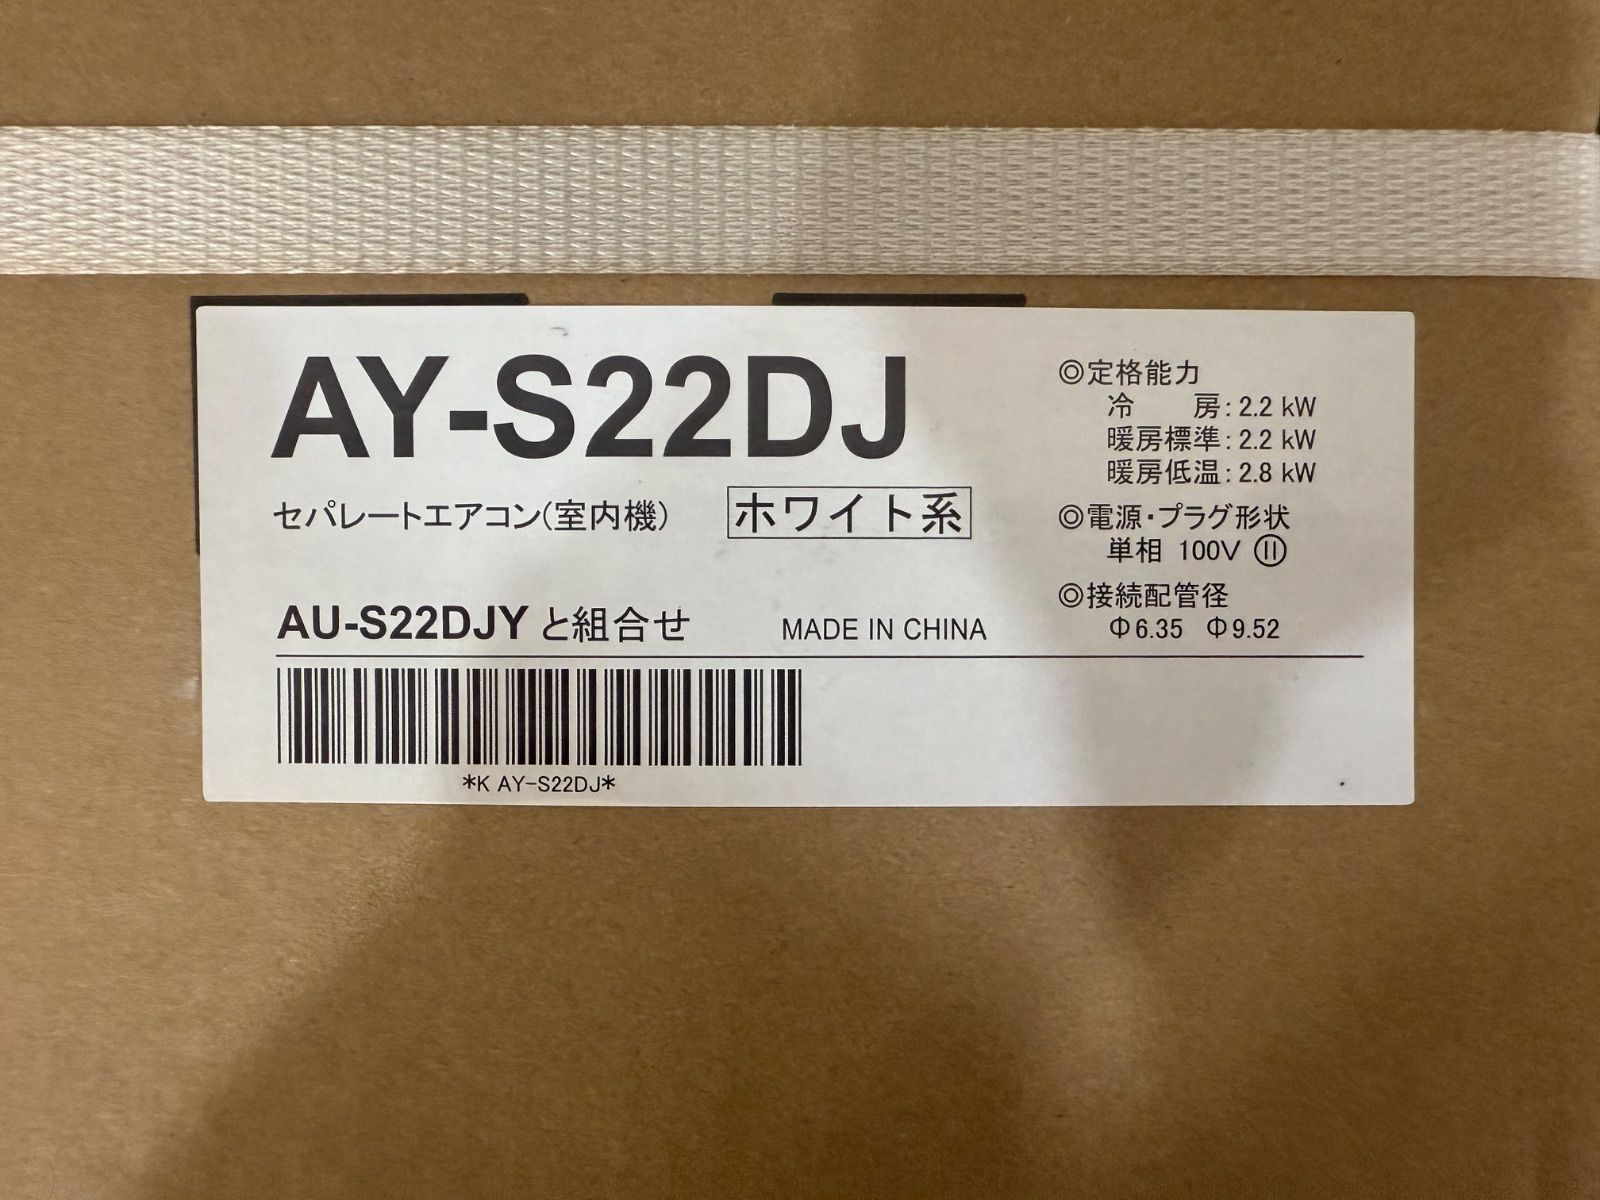 AY-S22DJ
セパレートエアコン(室内機)
ホワイト系
AU-S22DJYと組合せ
MADE IN CHINA
◎定格能力
冷　　房:2.2 kW
暖房標準:2.2 kW
暖房低温:2.8 kW
◎電源・プラグ形状
単相 100V
◎接続配管径
Φ6.35 Φ9.52
*K AY-S22DJ*